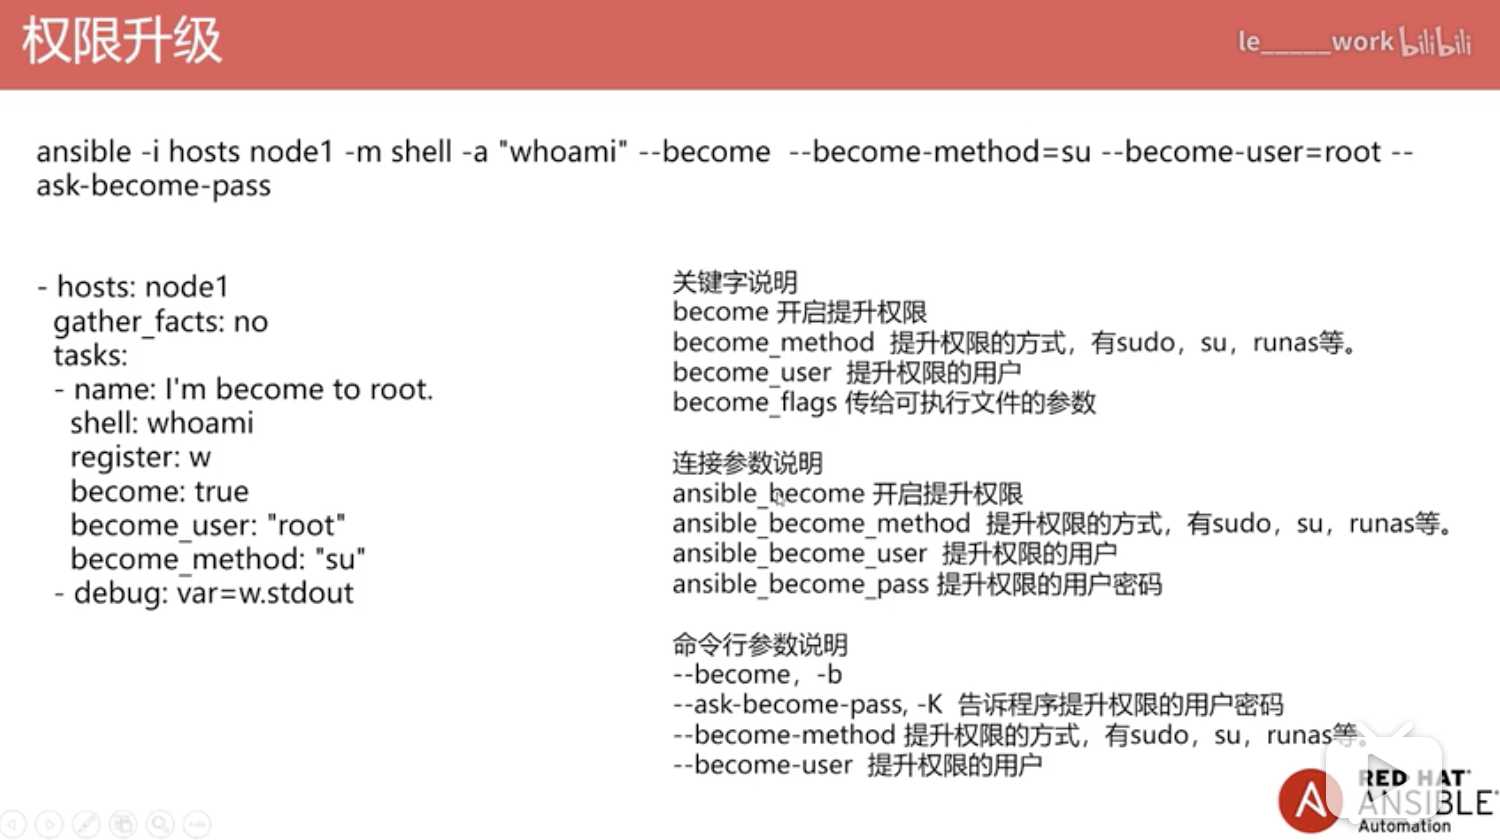 权限升级
le_____work bilibili
ansible -i hosts node1 -m shell -a "whoami" --become  --become-method=su --become-user=root --
ask-become-pass
- hosts: node1
  gather_facts: no
  tasks:
  - name: I'm become to root.
    shell: whoami
    register: w
    become: true
    become_user: "root"
    become_method: "su"
  - debug: var=w.stdout
关键字说明
become 开启提升权限
become_method  提升权限的方式，有sudo，su，runas等。
become_user  提升权限的用户
become_flags 传给可执行文件的参数
连接参数说明
ansible_become 开启提升权限
ansible_become_method  提升权限的方式，有sudo，su，runas等。
ansible_become_user  提升权限的用户
ansible_become_pass 提升权限的用户密码
命令行参数说明
--become，-b
--ask-become-pass, -K  告诉程序提升权限的用户密码
--become-method 提升权限的方式，有sudo，su，runas等。
--become-user  提升权限的用户
RED HAT
ANSIBLE
Automation